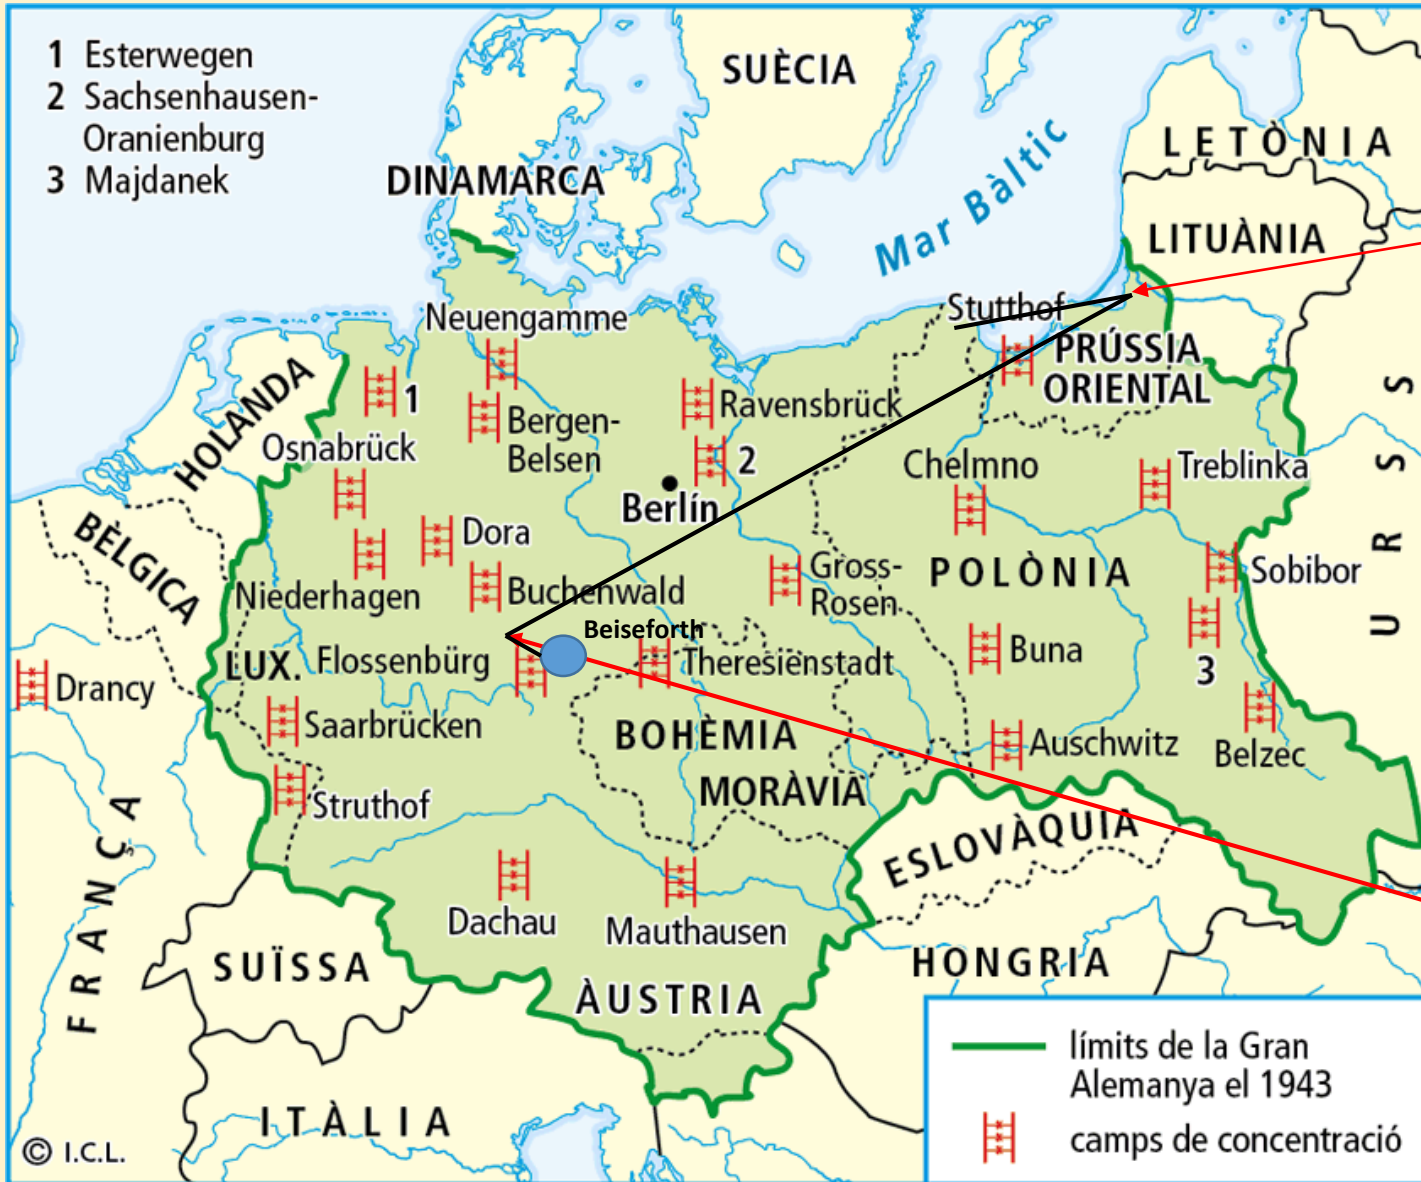 1 Esterwegen
2 Sachsenhausen-
Oranienburg
3 Majdanek
SUÈCIA
DINAMARCA
LETÒNIA
LITUÀNIA
Mar Bàltic
Neuengamme
Stutthof
PRÚSSIA
ORIENTAL
HOLANDA
1
Bergen-
Belsen
Ravensbrück
2
Osnabrück
Berlín
Chelmno
Treblinka
BÈLGICA
Dora
Niederhagen
Buchenwald
Gross-
Rosen
POLÒNIA
Sobibor
URSS
Beiseforth
LUX.
Flossenbürg
Theresienstadt
Buna
3
Drancy
Saarbrücken
BOHÈMIA
MORÀVIA
Auschwitz
Belzec
Struthof
FRANÇA
ESLOVÀQUIA
Dachau
Mauthausen
SUÏSSA
HONGRIA
ÀUSTRIA
ITÀLIA
límits de la Gran
Alemanya el 1943
camps de concentració
© I.C.L.